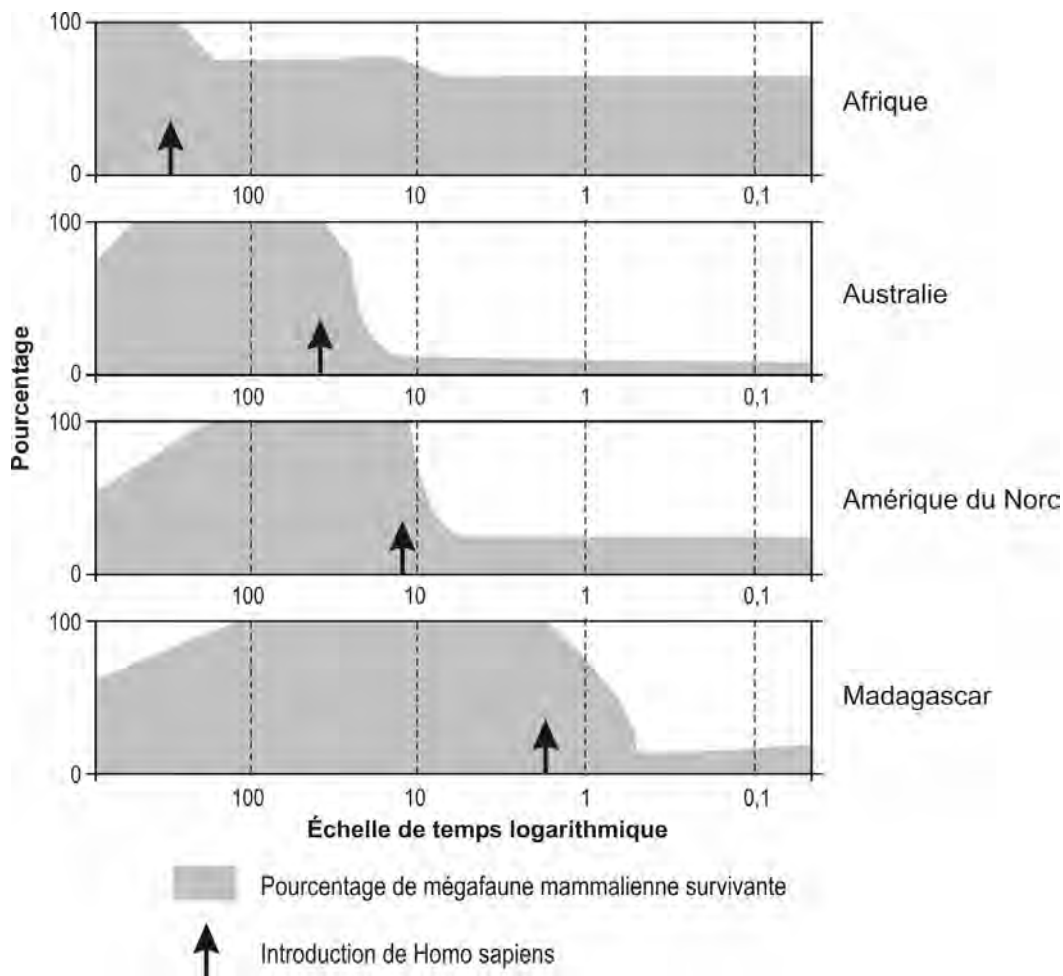 100
0
100 10 1 0,1
Afrique
100
0
100 10 1 0,1
Australie
Pourcentage
100
0
100 10 1 0,1
Amérique du Norc
100
0
100 10 1 0,1
Madagascar
Échelle de temps logarithmique
Pourcentage de mégafaune mammalienne survivante
Introduction de Homo sapiens